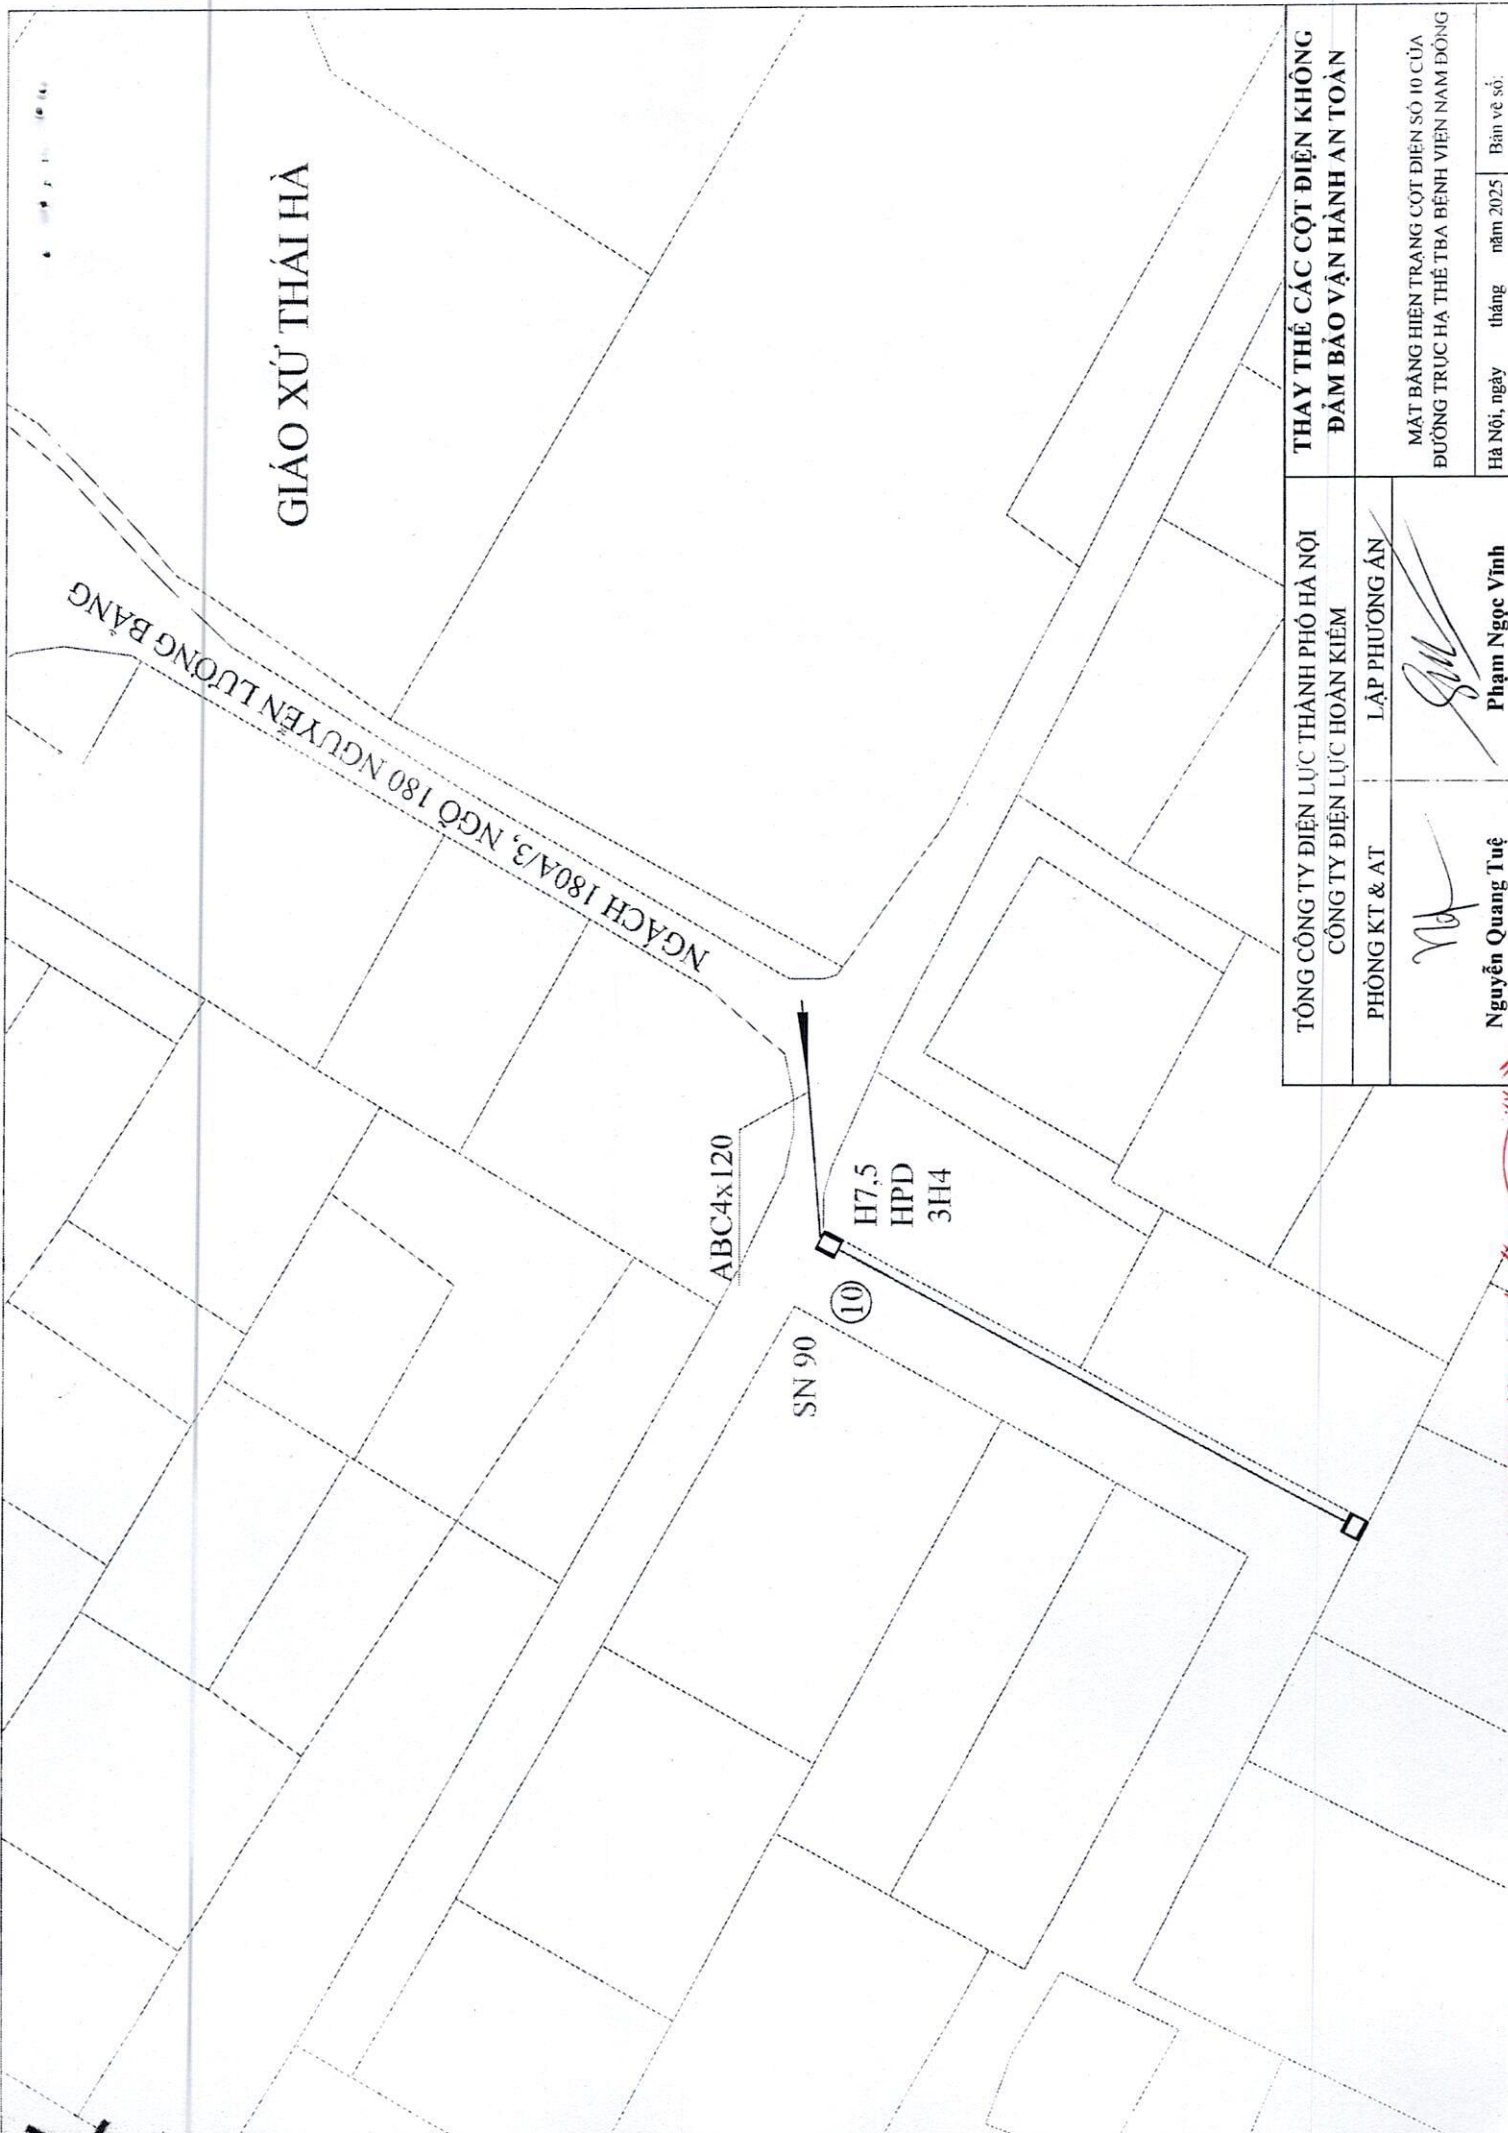 GIÁO XỨ THÁI HÀ
NGÁCH 180A/3, NGÕ 180 NGUYỄN LƯƠNG BẰNG
ABC4x120
H7,5
HPD
3H4
10
SN 90
TỔNG CÔNG TY ĐIỆN LỰC THÀNH PHỐ HÀ NỘI
CÔNG TY ĐIỆN LỰC HOÀN KIẾM
THAY THẾ CÁC CỘT ĐIỆN KHÔNG
ĐẢM BẢO VẬN HÀNH AN TOÀN
PHÒNG KT & AT
LẬP PHƯƠNG ÁN
Nguyễn Quang Tuệ
Phạm Ngọc Vĩnh
MẶT BẰNG HIỆN TRẠNG CỘT ĐIỆN SỐ 10 CỦA
ĐƯỜNG TRỤC HẠ THẾ TBA BỆNH VIỆN NAM ĐỒNG
Hà Nội, ngày tháng năm 2025
Bản vẽ số: